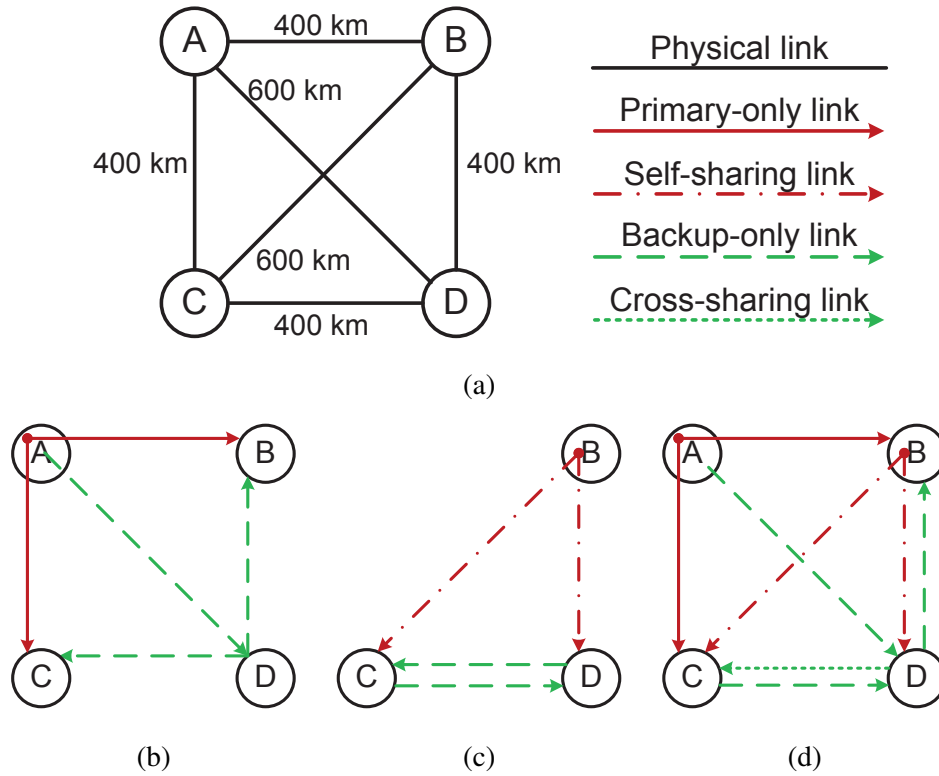 A
400 km
B
Physical link
600 km
Primary-only link
400 km
400 km
Self-sharing link
Backup-only link
600 km
C
D
Cross-sharing link
400 km
(a)
A
B
C
D
(b)
B
C
D
(c)
A
B
C
D
(d)